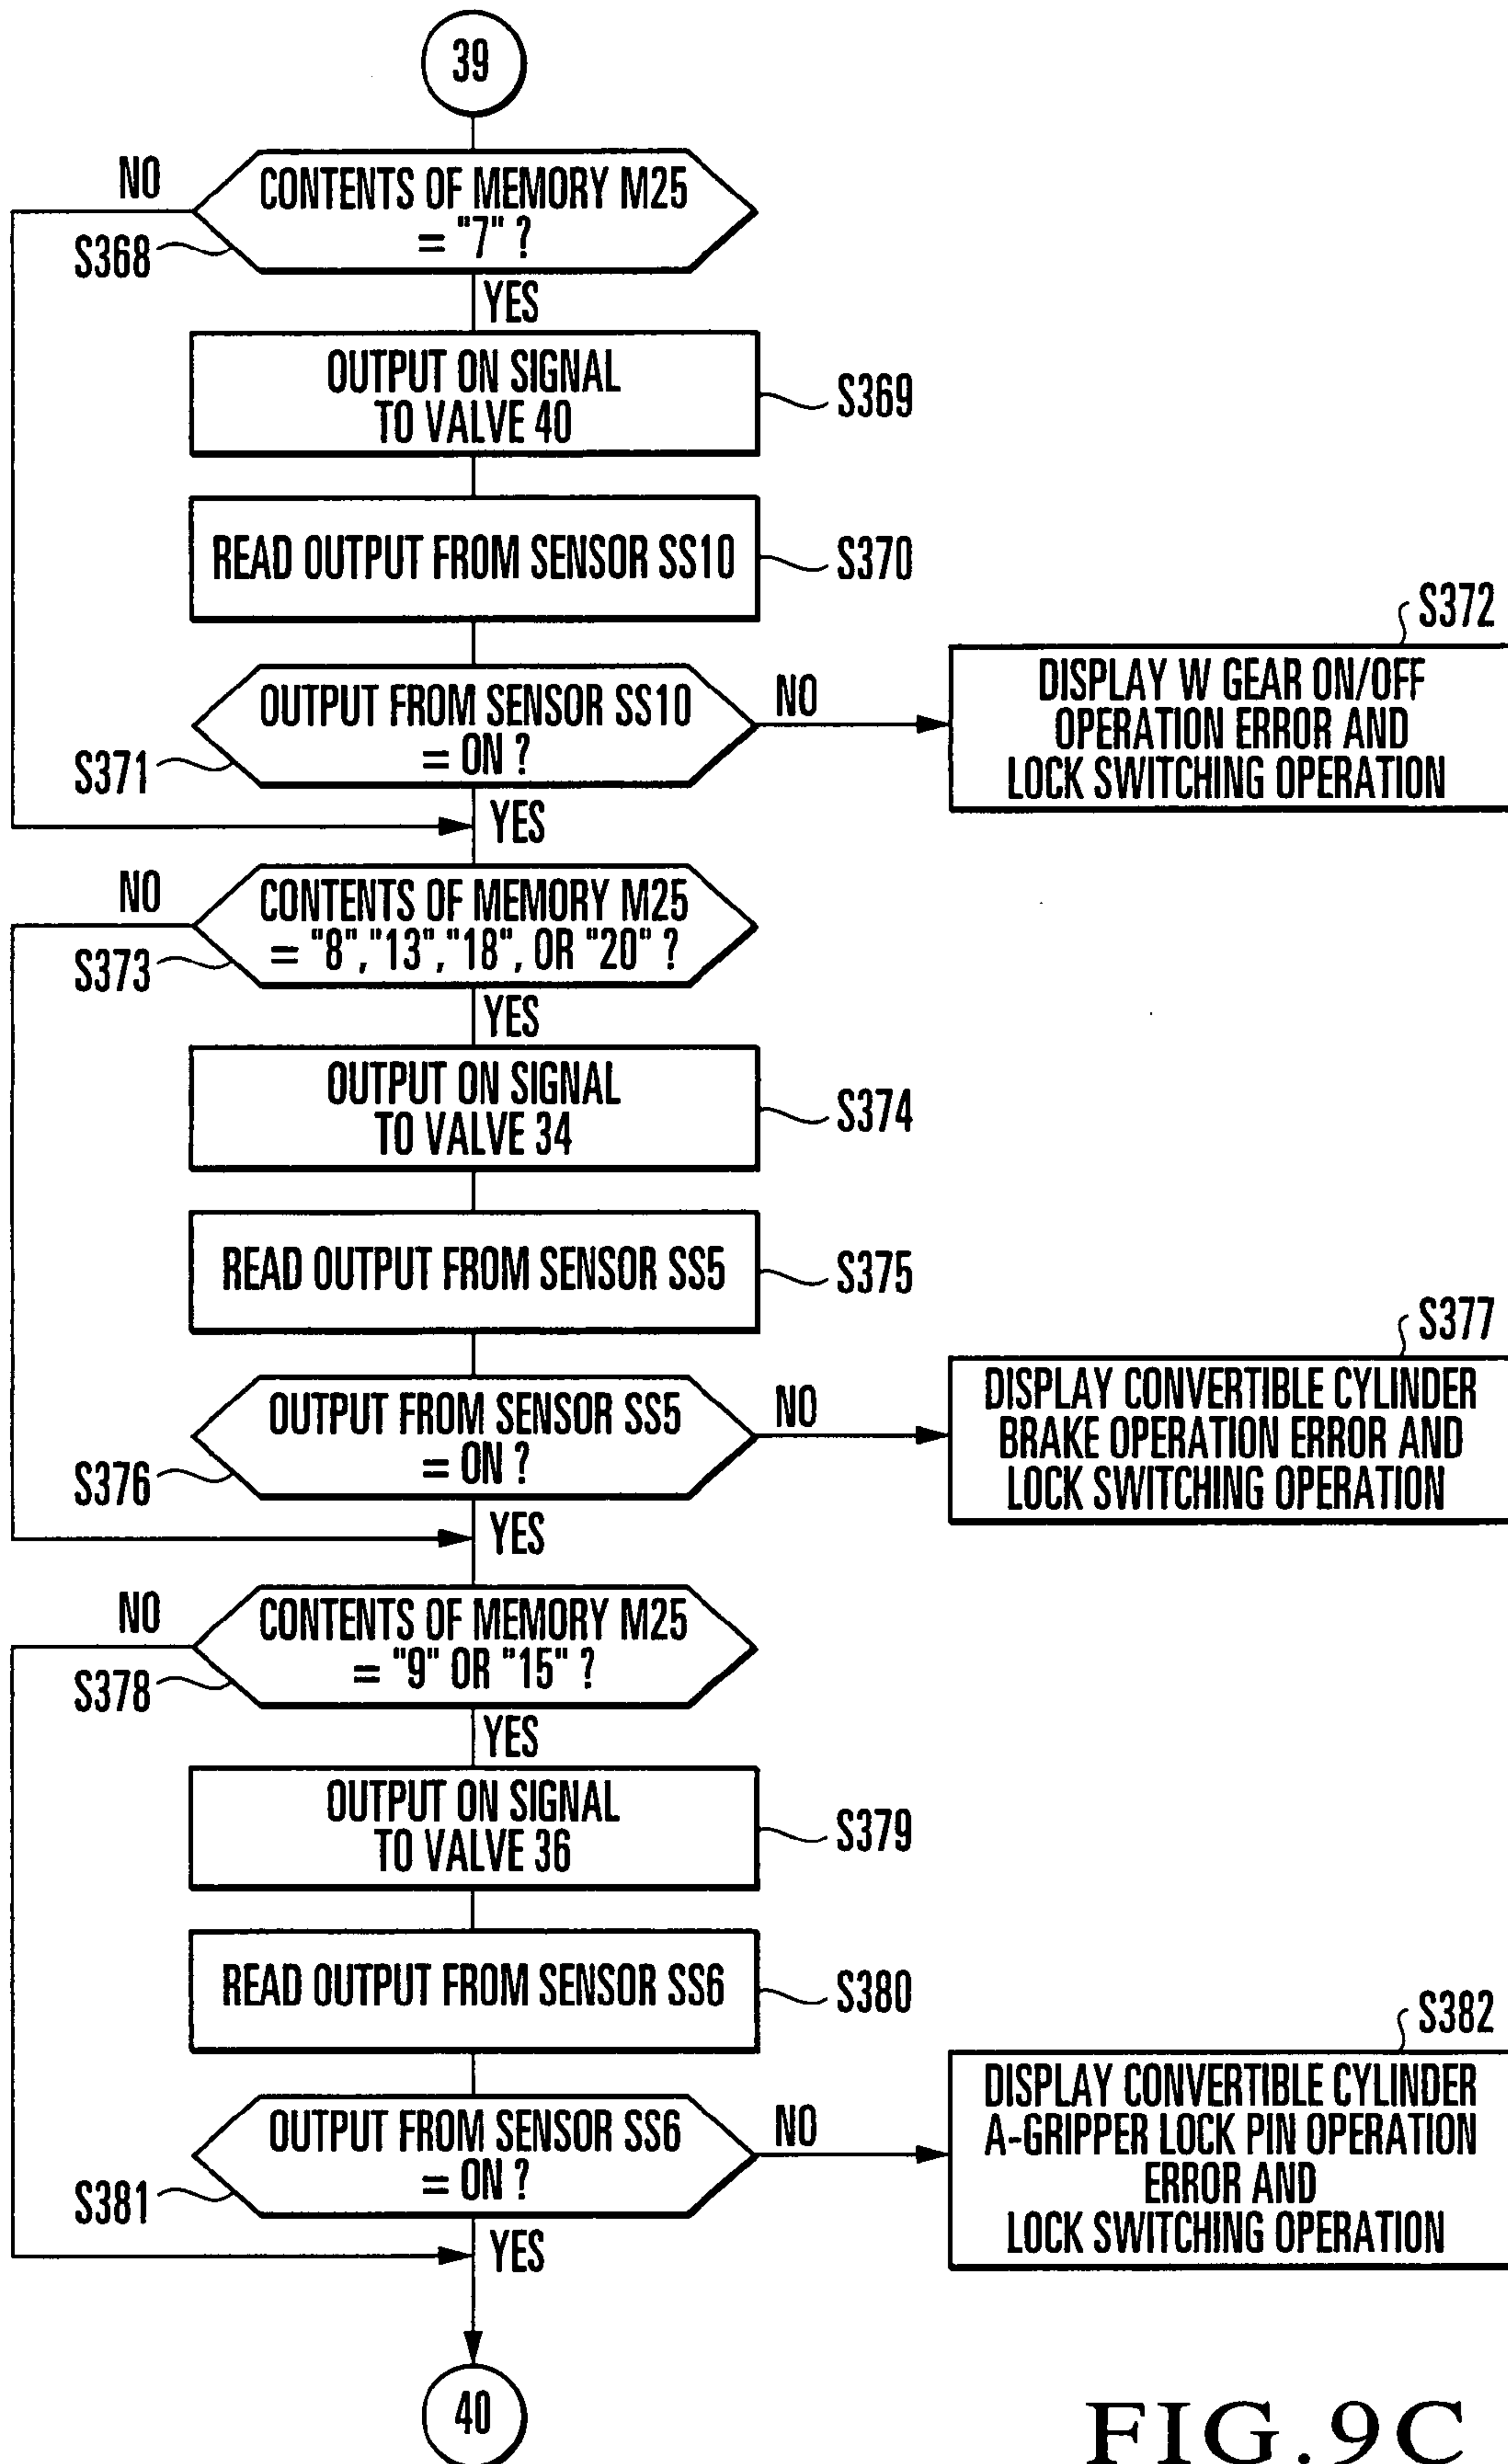 39
NO
CONTENTS OF MEMORY M25
= "7" ?
S368
YES
OUTPUT ON SIGNAL
TO VALVE 40
S369
READ OUTPUT FROM SENSOR SS10
S370
S372
OUTPUT FROM SENSOR SS10
= ON ?
NO
S371
DISPLAY W GEAR ON/OFF
OPERATION ERROR AND
LOCK SWITCHING OPERATION
YES
NO
CONTENTS OF MEMORY M25
= "8", "13", "18", OR "20" ?
S373
YES
OUTPUT ON SIGNAL
TO VALVE 34
S374
READ OUTPUT FROM SENSOR SS5
S375
S377
OUTPUT FROM SENSOR SS5
= ON ?
NO
S376
DISPLAY CONVERTIBLE CYLINDER
BRAKE OPERATION ERROR AND
LOCK SWITCHING OPERATION
YES
NO
CONTENTS OF MEMORY M25
= "9" OR "15" ?
S378
YES
OUTPUT ON SIGNAL
TO VALVE 36
S379
READ OUTPUT FROM SENSOR SS6
S380
S382
OUTPUT FROM SENSOR SS6
= ON ?
NO
S381
DISPLAY CONVERTIBLE CYLINDER
A-GRIPPER LOCK PIN OPERATION
ERROR AND
LOCK SWITCHING OPERATION
YES
40
FIG.9C